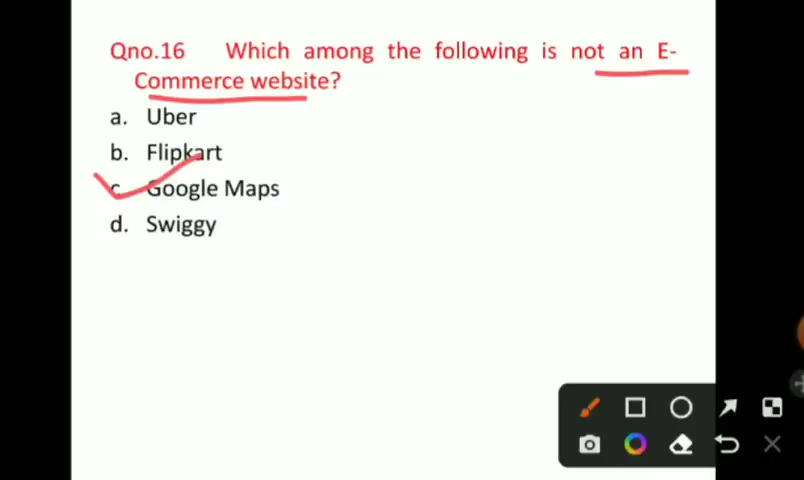 Qno.16 Which among the following is not an E-
Commerce website?
a. Uber
b. Flipkart
c. Google Maps
d. Swiggy